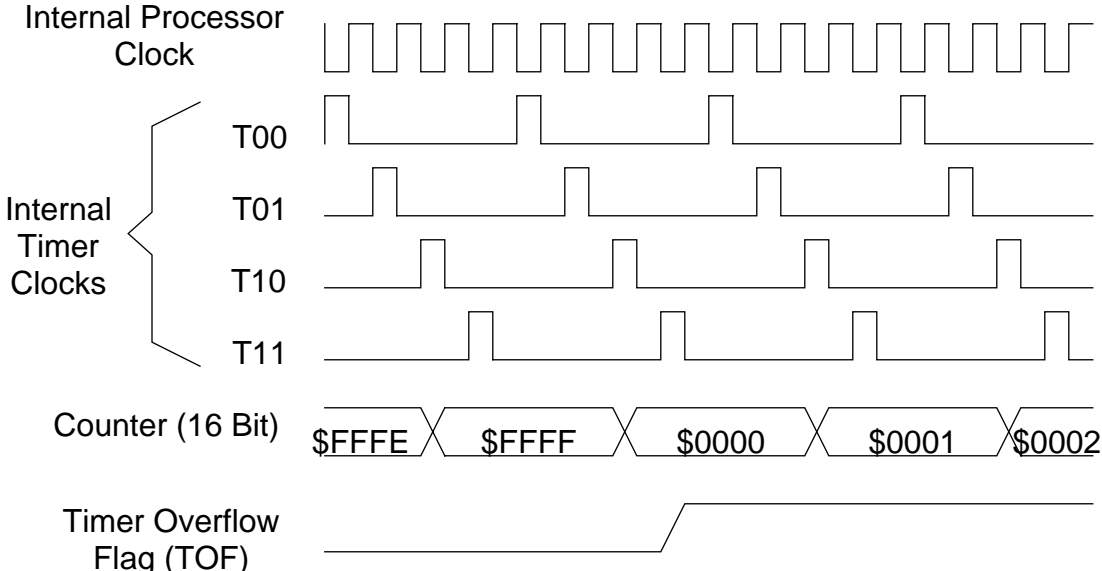 Internal Processor
Clock
T00
T01
Internal
Timer
Clocks
T10
T11
Counter (16 Bit)
$FFFE
$FFFF
$0000
$0001
$0002
Timer Overflow
Flag (TOF)